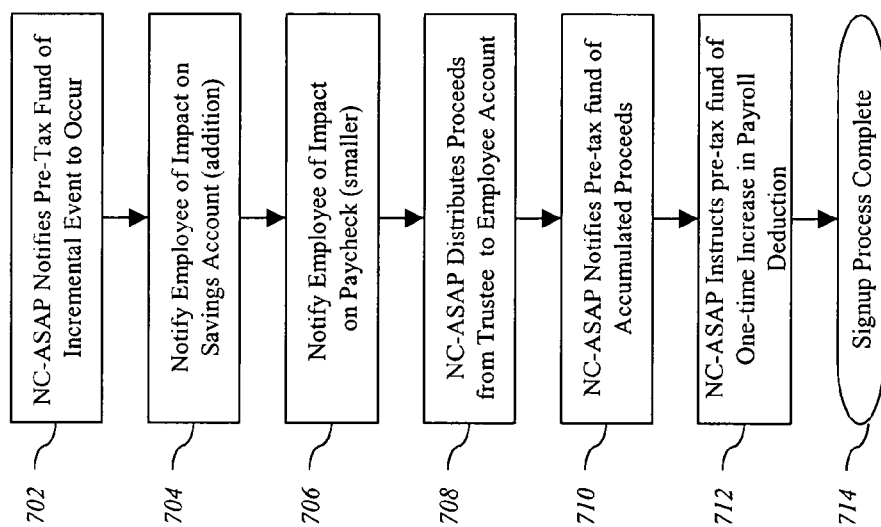 702
NC-ASAP Notifies Pre-Tax Fund of
Incremental Event to Occur
704
Notify Employee of Impact on
Savings Account (addition)
706
Notify Employee of Impact
on Paycheck (smaller)
708
NC-ASAP Distributes Proceeds
from Trustee to Employee Account
710
NC-ASAP Notifies Pre-tax fund of
Accumulated Proceeds
712
NC-ASAP Instructs pre-tax fund of
One-time Increase in Payroll
Deduction
714
Signup Process Complete